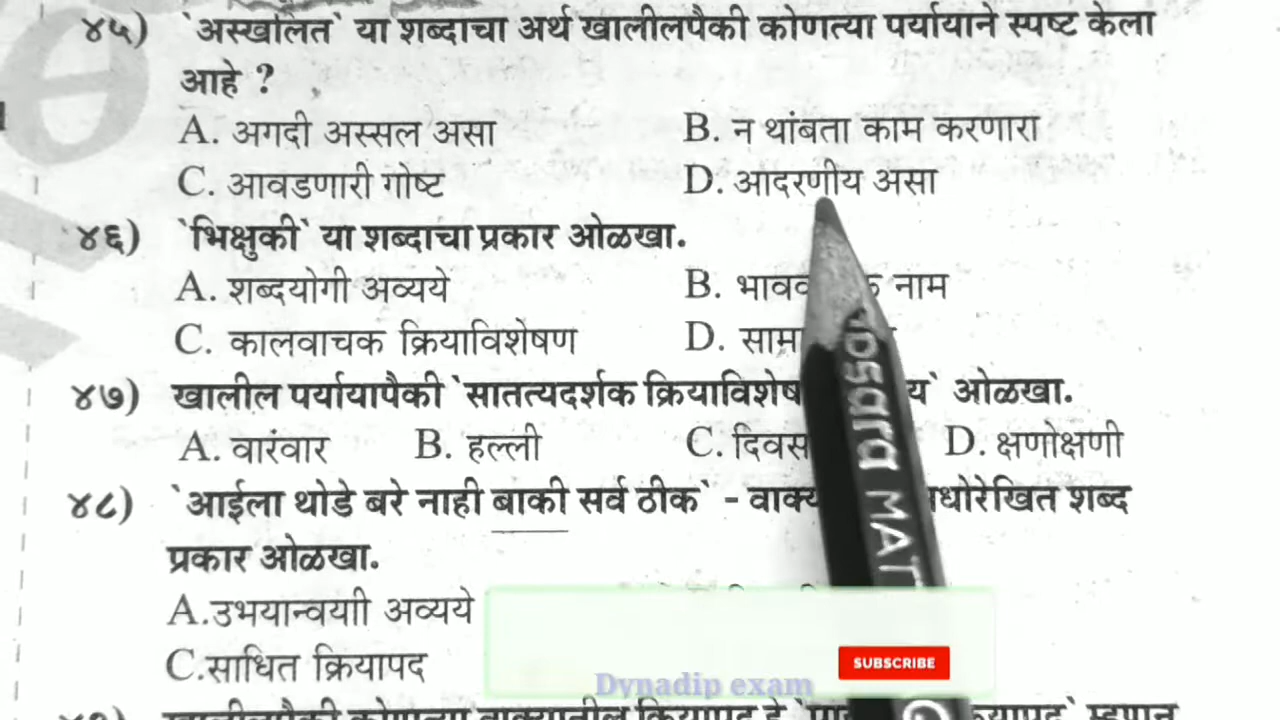 ४५) `अस्खलित` या शब्दाचा अर्थ खालीलपैकी कोणत्या पर्यायाने स्पष्ट केला
आहे ?
A. अगदी अस्सल असा B. न थांबता काम करणारा
C. आवडणारी गोष्ट D. आदरणीय असा
४६) `भिक्षुकी` या शब्दाचा प्रकार ओळखा.
A. शब्दयोगी अव्यये B. नाम
C. कालवाचक क्रियाविशेषण D.
४७) खालील पर्यायापैकी `सातत्यदर्शक ओळखा.
A. वारंवार B. हल्ली C. D. क्षणोक्षणी
४८) `आईला थोडे बरे नाही बाकी सर्व ठीक` - शब्द
प्रकार ओळखा.
A.उभयान्वयाी अव्यये
C.साधित क्रियापद
SUBSCRIBE
Dynadip exam
Apsara MAT